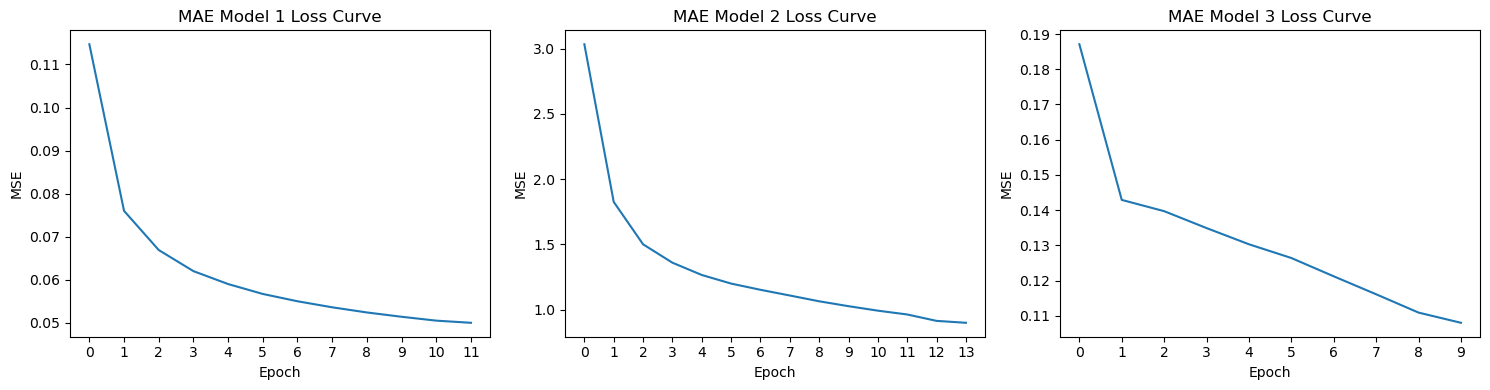 MAE Model 1 Loss Curve
MSE
0.11
0.10
0.09
0.08
0.07
0.06
0.05
0 1 2 3 4 5 6 7 8 9 10 11
Epoch
MAE Model 2 Loss Curve
MSE
3.0
2.5
2.0
1.5
1.0
0 1 2 3 4 5 6 7 8 9 10 11 12 13
Epoch
MAE Model 3 Loss Curve
MSE
0.19
0.18
0.17
0.16
0.15
0.14
0.13
0.12
0.11
0 1 2 3 4 5 6 7 8 9
Epoch